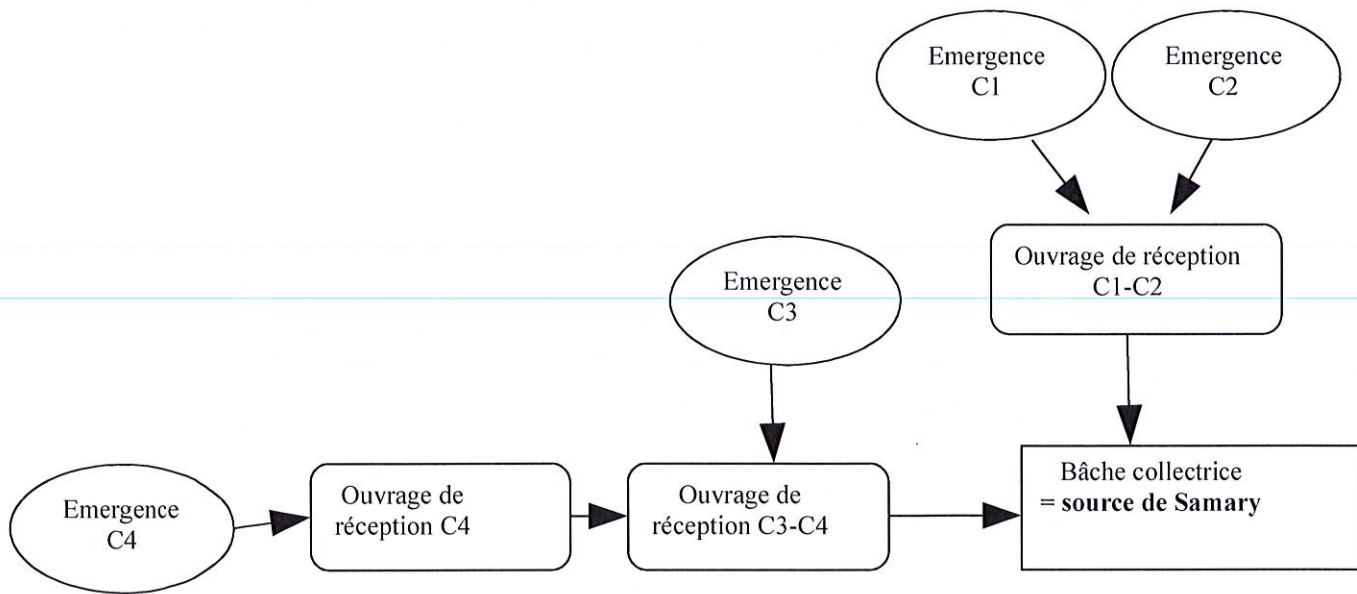 Emergence
C1
Emergence
C2
Ouvrage de réception
C1-C2
Emergence
C3
Emergence
C4
Ouvrage de
réception C4
Ouvrage de
réception C3-C4
Bâche collectrice
= source de Samary